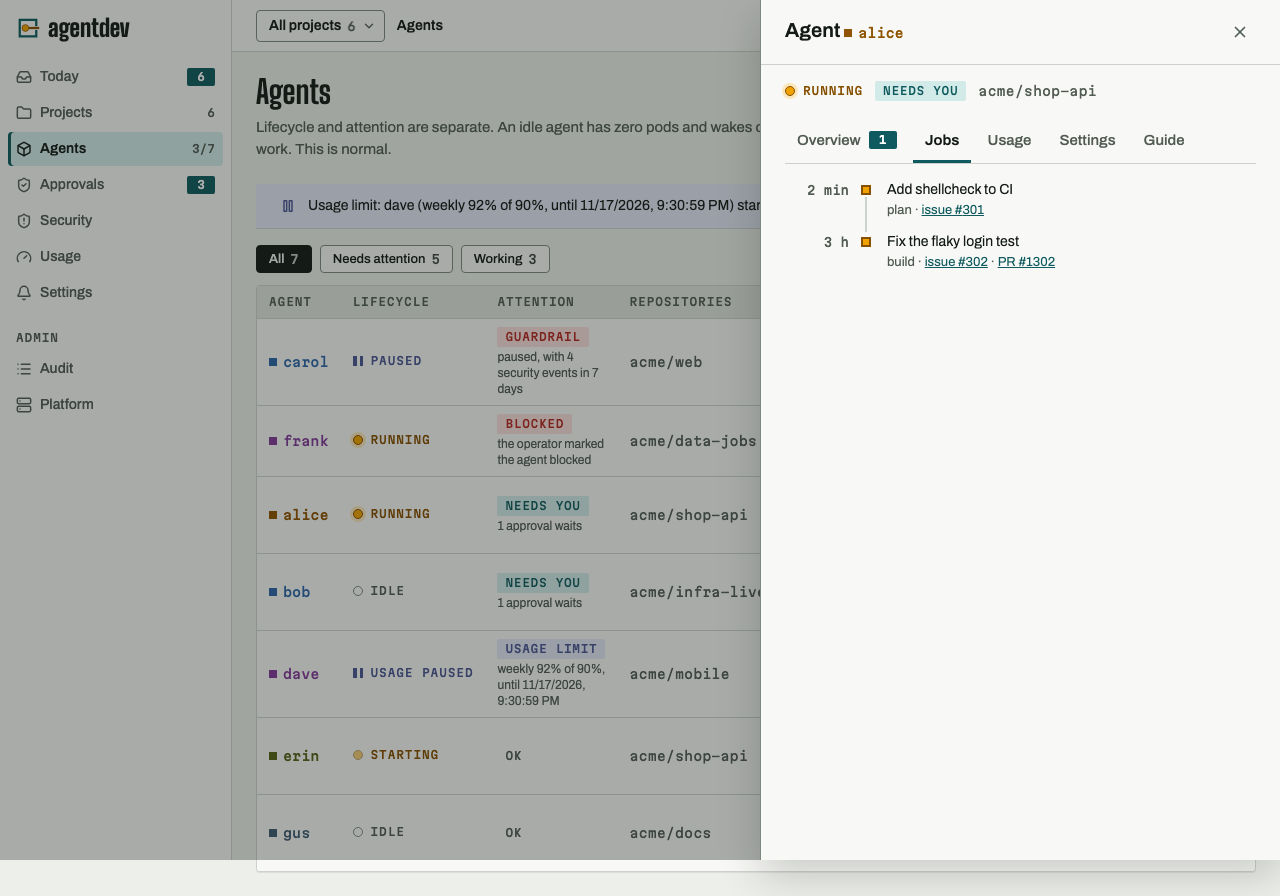 agentdev
Today 6
Projects 6
Agents 3/7
Approvals 3
Security
Usage
Settings
ADMIN
Audit
Platform
All projects 6
Agents
Agents
Lifecycle and attention are separate. An idle agent has zero pods and wakes
work. This is normal.
Usage limit: dave (weekly 92% of 90%, until 11/17/2026, 9:30:59 PM)
All 7
Needs attention 5
Working 3
AGENT LIFECYCLE ATTENTION REPOSITORIES
carol PAUSED GUARDRAIL acme/web
paused, with 4
security events in 7
days
frank RUNNING BLOCKED acme/data-jobs
the operator marked
the agent blocked
alice RUNNING NEEDS YOU acme/shop-api
1 approval waits
bob IDLE NEEDS YOU acme/infra-live
1 approval waits
dave USAGE PAUSED USAGE LIMIT acme/mobile
weekly 92% of 90%,
until 11/17/2026,
9:30:59 PM
erin STARTING OK acme/shop-api
gus IDLE OK acme/docs
Agent alice
RUNNING NEEDS YOU acme/shop-api
Overview 1 Jobs Usage Settings Guide
2 min Add shellcheck to CI
plan · issue #301
3 h Fix the flaky login test
build · issue #302 · PR #1302